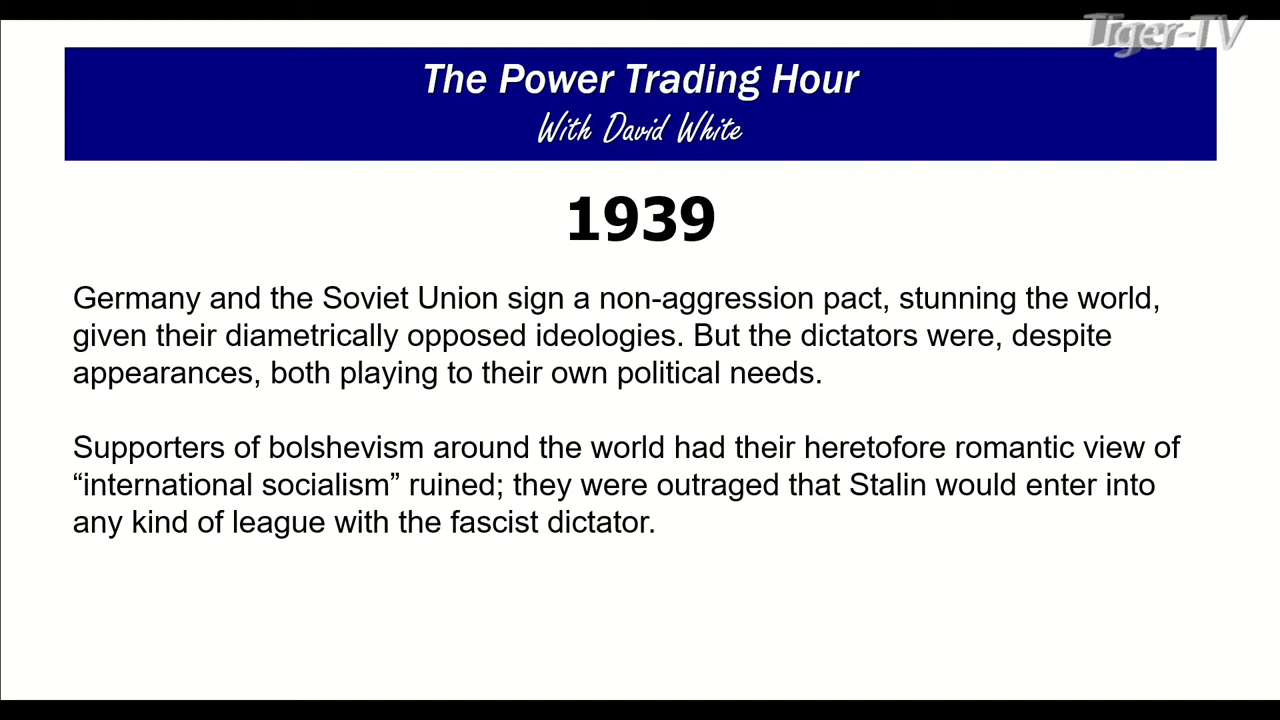 Tiger-TV
The Power Trading Hour
With David White
1939
Germany and the Soviet Union sign a non-aggression pact, stunning the world,
given their diametrically opposed ideologies. But the dictators were, despite
appearances, both playing to their own political needs.
Supporters of bolshevism around the world had their heretofore romantic view of
“international socialism” ruined; they were outraged that Stalin would enter into
any kind of league with the fascist dictator.